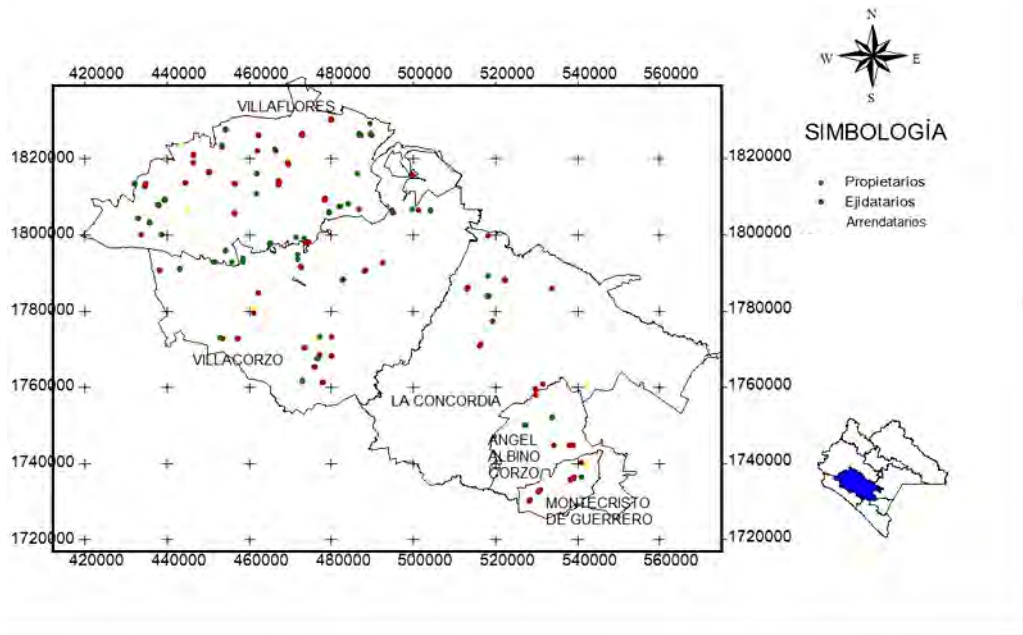 N
W E
S
420000 440000 460000 480000 500000 520000 540000 560000
VILLAFLORES
SIMBOLOGÍA
1820000 1820000
Propietarios
Ejidatarios
Arrendatarios
1800000 1800000
1780000 1780000
VILLACORZO
1760000 1760000
LA CONCORDIA
ANGEL
ALBINO
CORZO
1740000 1740000
MONTECRISTO
DE GUERRERO
1720000 1720000
420000 440000 460000 480000 500000 520000 540000 560000